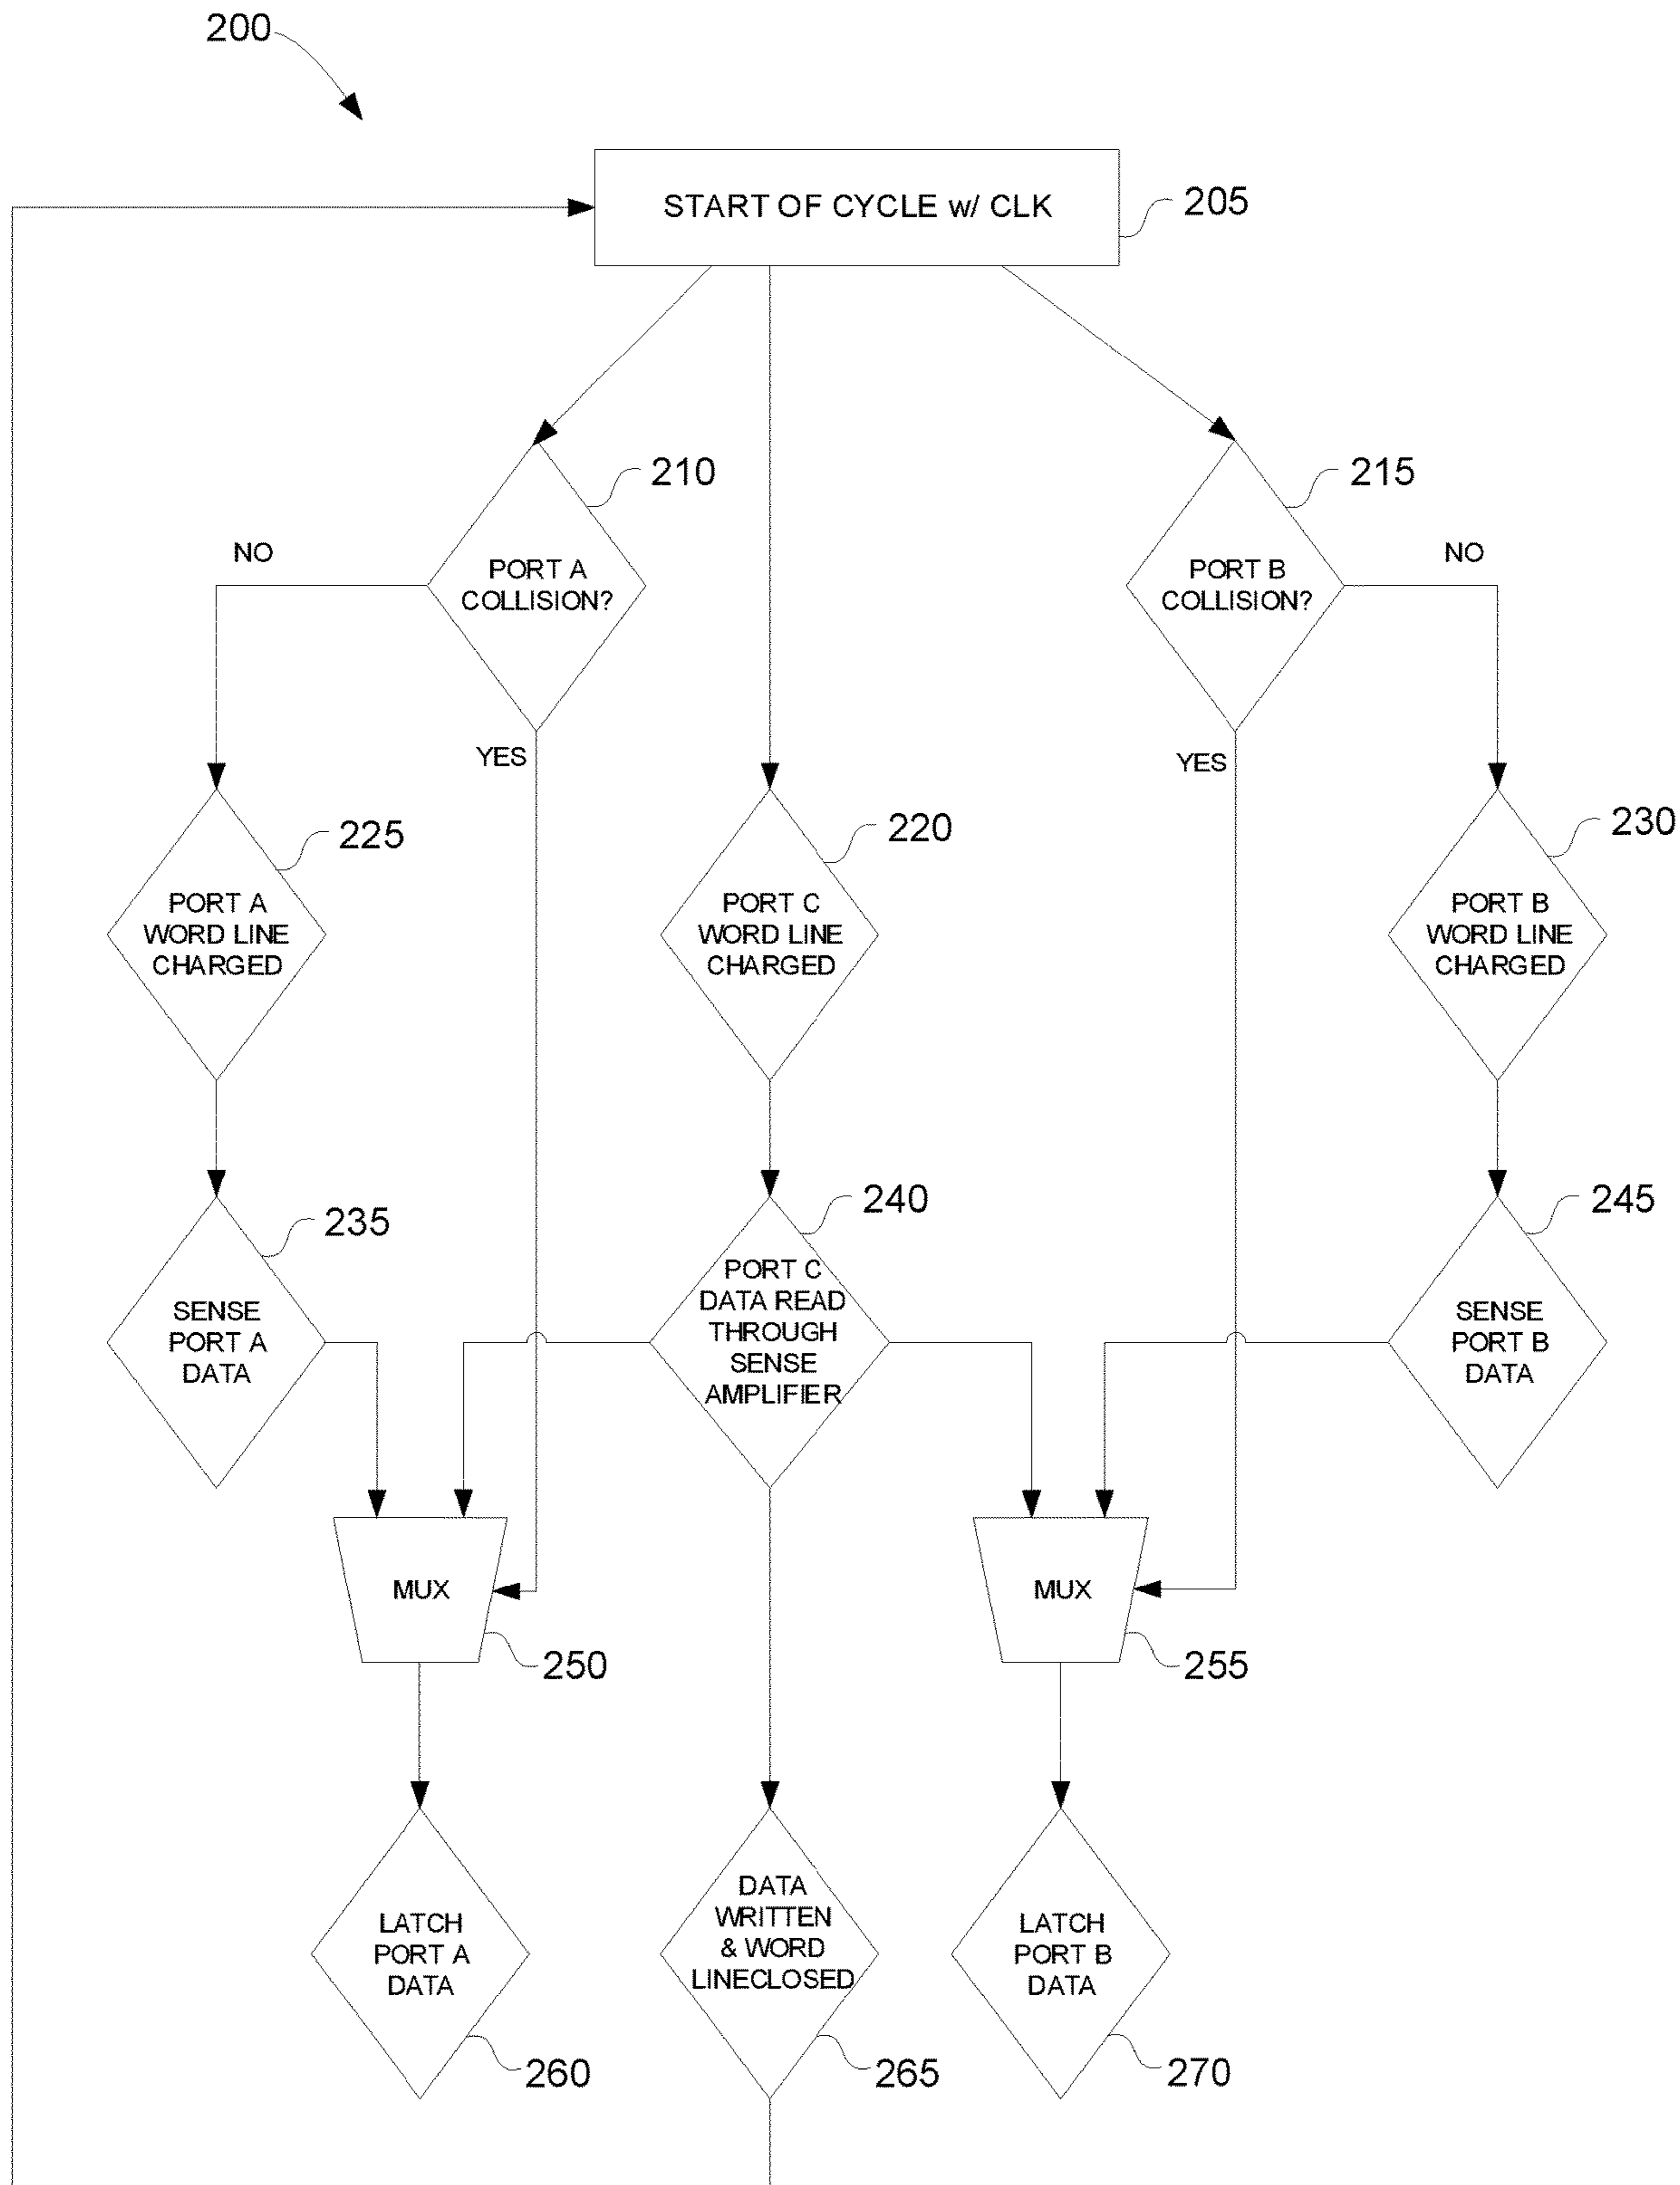 200
START OF CYCLE w/ CLK
205
210
215
NO
PORT A
COLLISION?
PORT B
COLLISION?
NO
YES
YES
225
220
230
PORT A
WORD LINE
CHARGED
PORT C
WORD LINE
CHARGED
PORT B
WORD LINE
CHARGED
235
240
245
SENSE
PORT A
DATA
PORT C
DATA READ
THROUGH
SENSE
AMPLIFIER
SENSE
PORT B
DATA
MUX
MUX
250
255
LATCH
PORT A
DATA
DATA
WRITTEN
& WORD
LINECLOSED
LATCH
PORT B
DATA
260
265
270